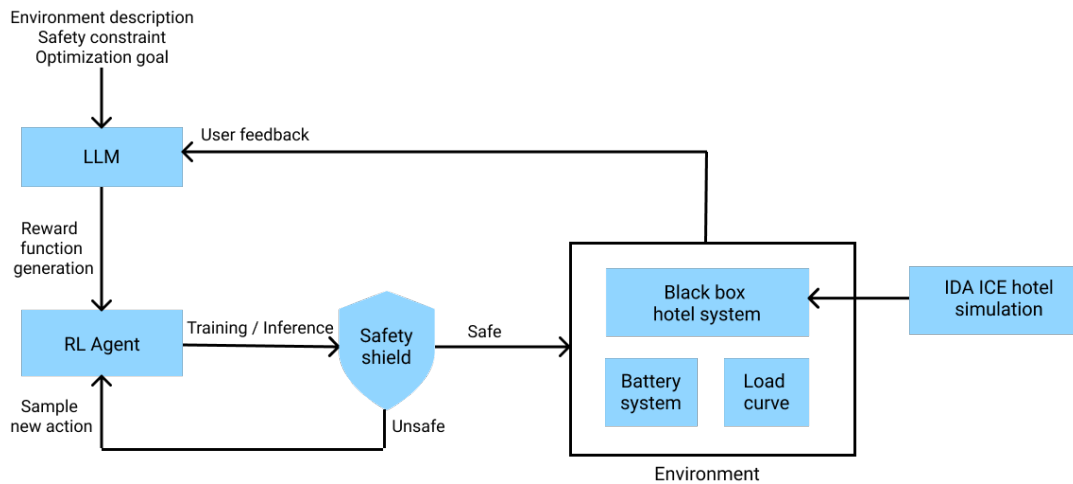 Environment description
Safety constraint
Optimization goal
User feedback
LLM
Reward
function
generation
RL Agent
Training / Inference
Safety
shield
Safe
Sample
new action
Unsafe
Black box
hotel system
Battery
system
Load
curve
Environment
IDA ICE hotel
simulation